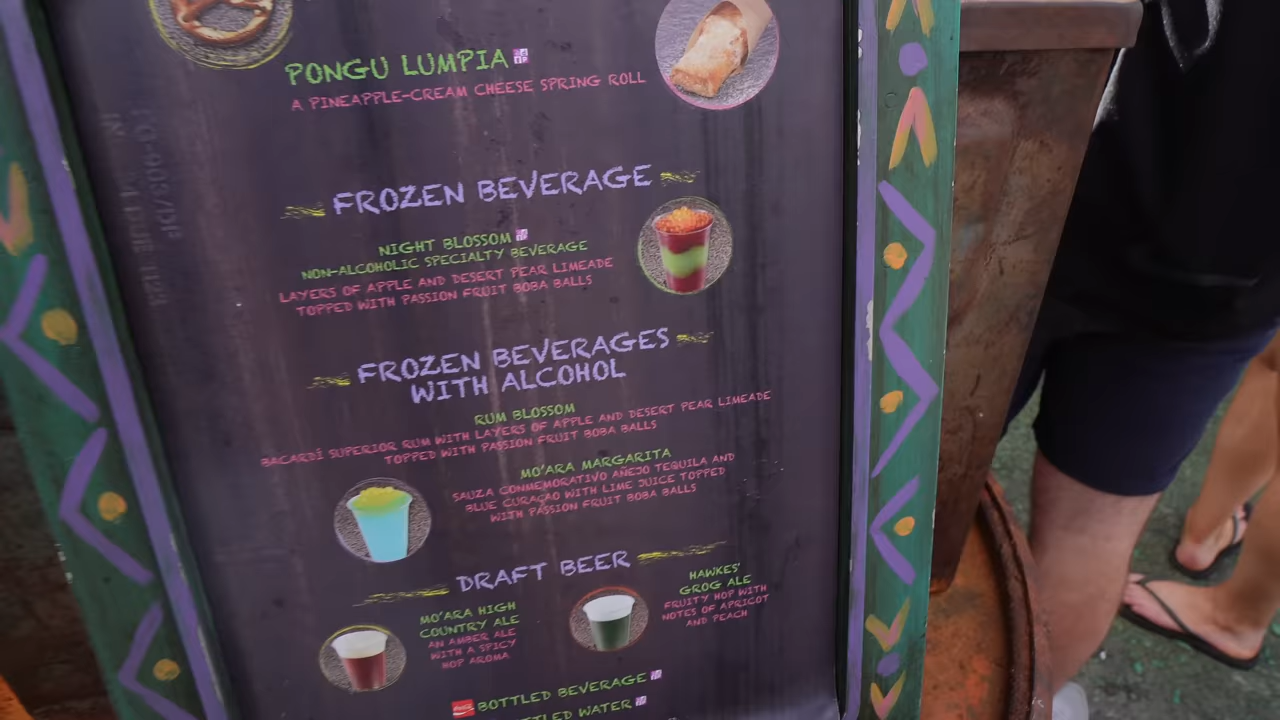 PONGU LUMPIA
A PINEAPPLE-CREAM CHEESE SPRING ROLL
FROZEN BEVERAGE
NIGHT BLOSSOM
NON-ALCOHOLIC SPECIALTY BEVERAGE
LAYERS OF APPLE AND DESERT PEAR LIMEADE
TOPPED WITH PASSION FRUIT BOBA BALLS
FROZEN BEVERAGES
WITH ALCOHOL
RUM BLOSSOM
BACARDÍ SUPERIOR RUM WITH LAYERS OF APPLE AND DESERT PEAR LIMEADE
TOPPED WITH PASSION FRUIT BOBA BALLS
MO'ARA MARGARITA
SAUZA CONMEMORATIVO AÑEJO TEQUILA AND
BLUE CURAÇAO WITH LIME JUICE TOPPED
WITH PASSION FRUIT BOBA BALLS
DRAFT BEER
MO'ARA HIGH
COUNTRY ALE
AN AMBER ALE
WITH A SPICY
HOP AROMA
HAWKES'
GROG ALE
FRUITY HOP WITH
NOTES OF APRICOT
AND PEACH
BOTTLED BEVERAGE
WATER